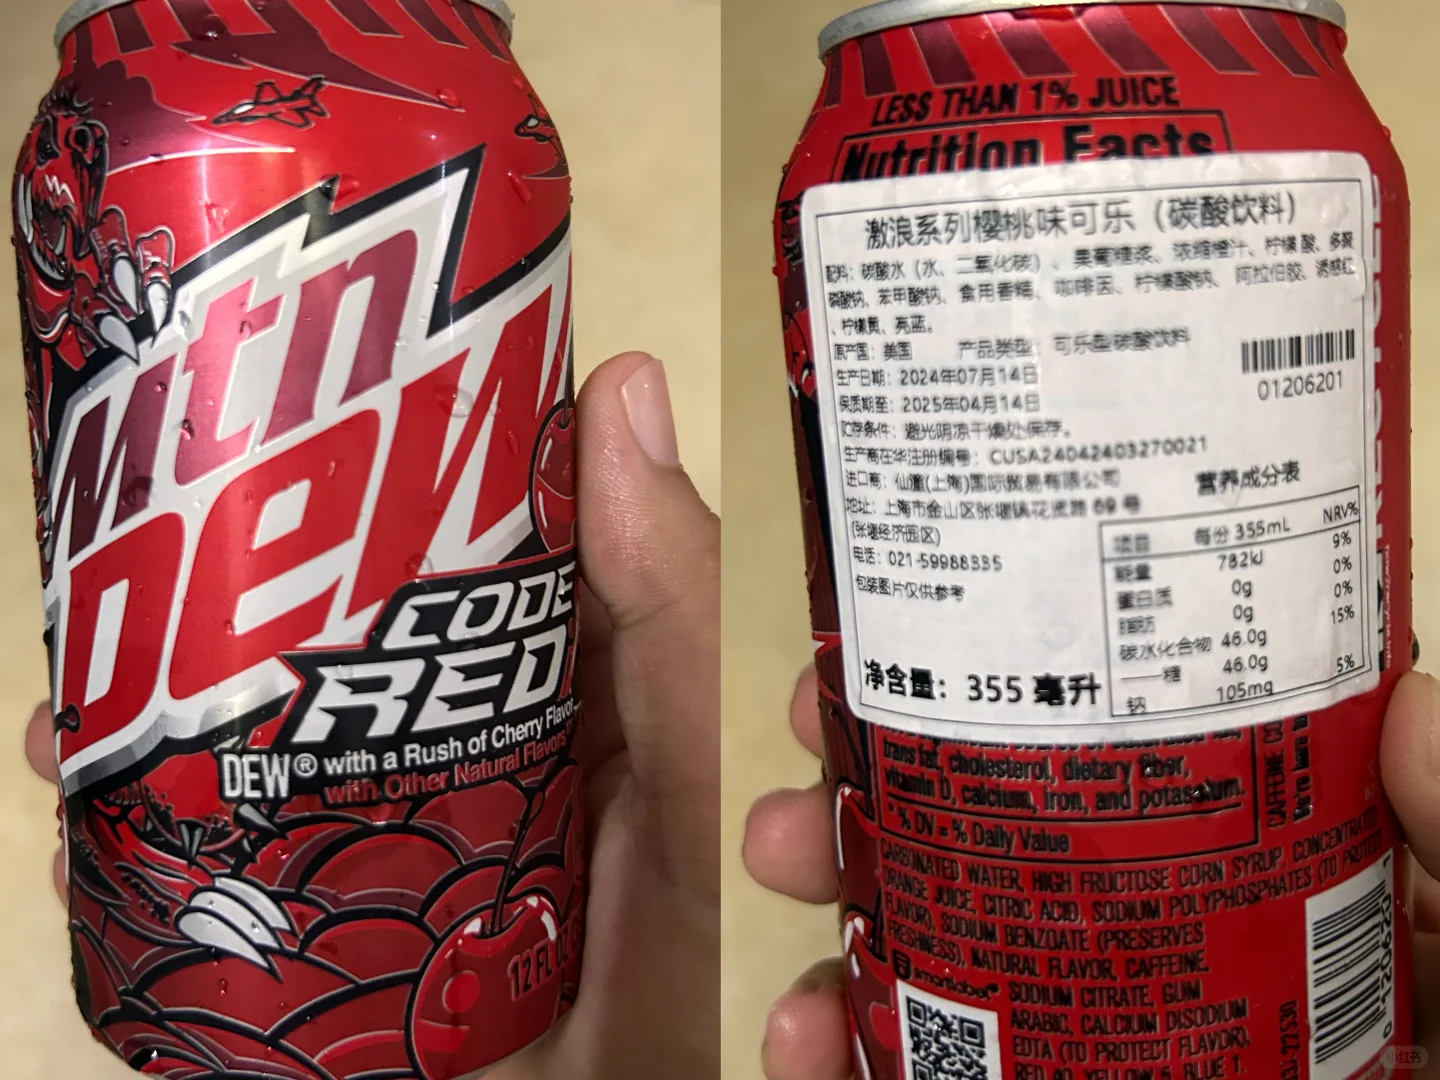 Mtn
DEW
CODE
RED
DEW® with a Rush of Cherry Flavor
with Other Natural Flavors
12 FL OZ
LESS THAN 1% JUICE
Nutrition Facts
激浪系列樱桃味可乐（碳酸饮料）
配料：碳酸水（水、二氧化碳）、果葡糖浆、浓缩橙汁、柠檬酸、多聚
磷酸钠、苯甲酸钠、食用香精、咖啡因、柠檬酸钠、阿拉伯胶、诱惑红
、柠檬黄、亮蓝。
原产国：美国 产品类型：可乐型碳酸饮料
生产日期：2024年07月14日
保质期至：2025年04月14日
01206201
贮存条件：避光阴凉干燥处保存。
生产商在华注册编号：CUSA24042403270021
进口商：仙潼(上海)国际贸易有限公司
地址：上海市金山区张堰镇花贤路 69 号
(张堰经济园区)
电话：021-59988335
包装图片仅供参考
净含量：355 毫升
营养成分表
项目 每份 355mL NRV%
能量 782kJ 9%
蛋白质 0g 0%
脂肪 0g 0%
碳水化合物 46.0g 15%
——糖 46.0g
钠 105mg 5%
trans fat, cholesterol, dietary fiber,
vitamin D, calcium, iron, and potassium.
* % DV = % Daily Value
CARBONATED WATER, HIGH FRUCTOSE CORN SYRUP, CONCENTRATED
ORANGE JUICE, CITRIC ACID, SODIUM POLYPHOSPHATES (TO PROTECT
FLAVOR), SODIUM BENZOATE (PRESERVES
FRESHNESS), NATURAL FLAVOR, CAFFEINE,
SODIUM CITRATE, GUM
ARABIC, CALCIUM DISODIUM
EDTA (TO PROTECT FLAVOR),
RED 40, YELLOW 5, BLUE 1.
smartlabel®
CAFFEINE CO
We're here to
how2recycle.info
小红书